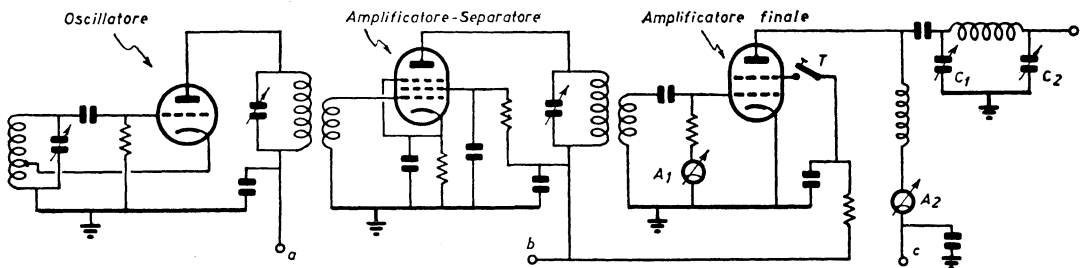 Oscillatore
Amplificatore-Separatore
Amplificatore finale
T
C1
C2
A1
A2
a
b
c